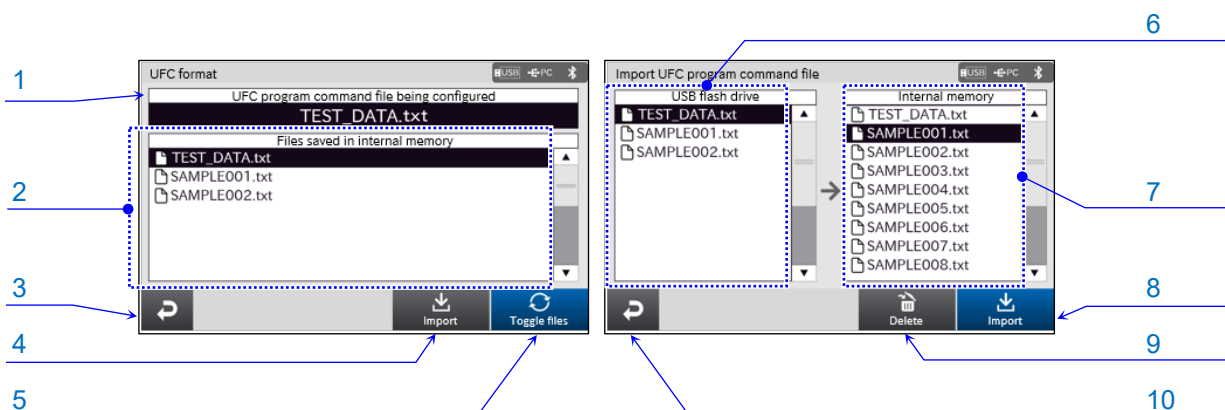 6
UFC format
USB
PC
1
UFC program command file being configured
TEST_DATA.txt
Files saved in internal memory
TEST_DATA.txt
SAMPLE001.txt
SAMPLE002.txt
2
3
Import
Toggle files
4
5
Import UFC program command file
USB
PC
USB flash drive
TEST_DATA.txt
SAMPLE001.txt
SAMPLE002.txt
Internal memory
TEST_DATA.txt
SAMPLE001.txt
SAMPLE002.txt
SAMPLE003.txt
SAMPLE004.txt
SAMPLE005.txt
SAMPLE006.txt
SAMPLE007.txt
SAMPLE008.txt
7
Delete
Import
8
9
10